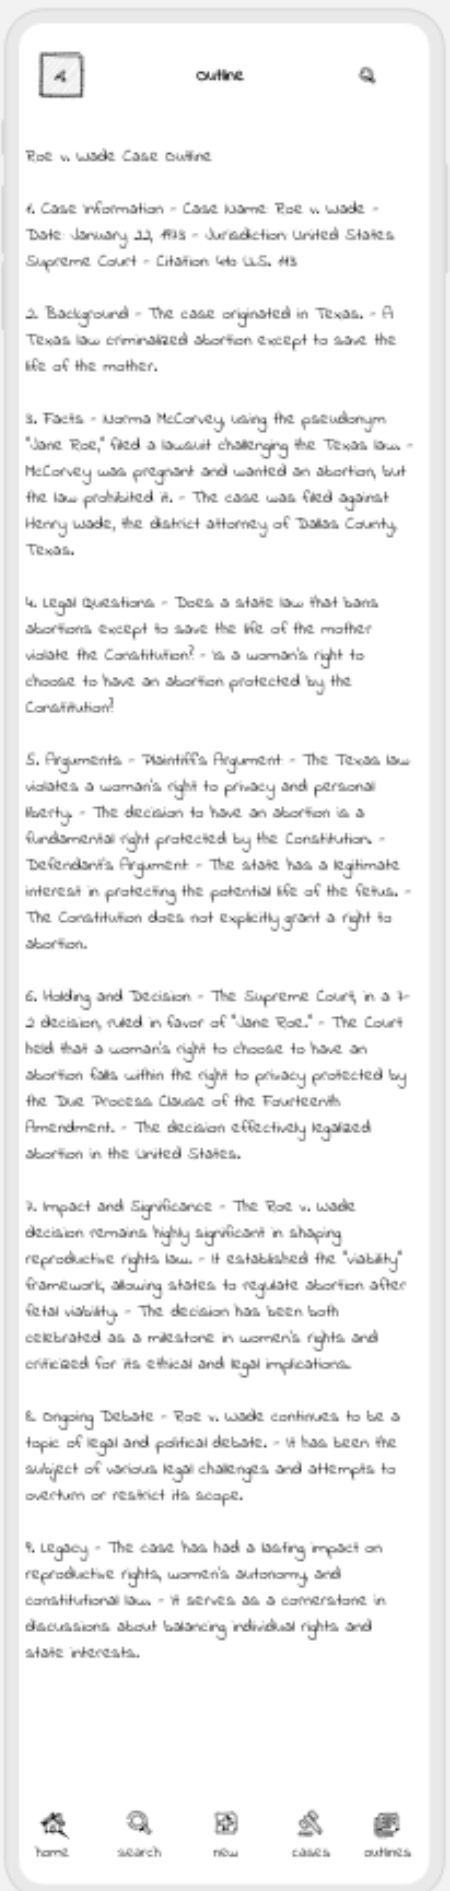 Outline
Roe v. Wade Case Outline
1. Case Information - Case Name: Roe v. Wade -
Date: January 22, 1973 - Jurisdiction: United States
Supreme Court - Citation: 410 U.S. 113
2. Background - The case originated in Texas. - A
Texas law criminalized abortion except to save the
life of the mother.
3. Facts - Norma McCorvey, using the pseudonym
"Jane Roe," filed a lawsuit challenging the Texas law. -
McCorvey was pregnant and wanted an abortion, but
the law prohibited it. - The case was filed against
Henry Wade, the district attorney of Dallas County,
Texas.
4. Legal Questions - Does a state law that bans
abortions except to save the life of the mother
violate the Constitution? - Is a woman's right to
choose to have an abortion protected by the
Constitution?
5. Arguments - Plaintiff's Argument: - The Texas law
violates a woman's right to privacy and personal
liberty. - The decision to have an abortion is a
fundamental right protected by the Constitution. -
Defendant's Argument: - The state has a legitimate
interest in protecting the potential life of the fetus. -
The Constitution does not explicitly grant a right to
abortion.
6. Holding and Decision - The Supreme Court, in a 7-
2 decision, ruled in favor of "Jane Roe." - The Court
held that a woman's right to choose to have an
abortion falls within the right to privacy protected by
the Due Process Clause of the Fourteenth
Amendment. - The decision effectively legalized
abortion in the United States.
7. Impact and Significance - The Roe v. Wade
decision remains highly significant in shaping
reproductive rights law. - It established the "viability"
framework, allowing states to regulate abortion after
fetal viability. - The decision has been both
celebrated as a milestone in women's rights and
criticized for its ethical and legal implications.
8. Ongoing Debate - Roe v. Wade continues to be a
topic of legal and political debate. - It has been the
subject of various legal challenges and attempts to
overturn or restrict its scope.
9. Legacy - The case has had a lasting impact on
reproductive rights, women's autonomy, and
constitutional law. - It serves as a cornerstone in
discussions about balancing individual rights and
state interests.
home search new cases outlines